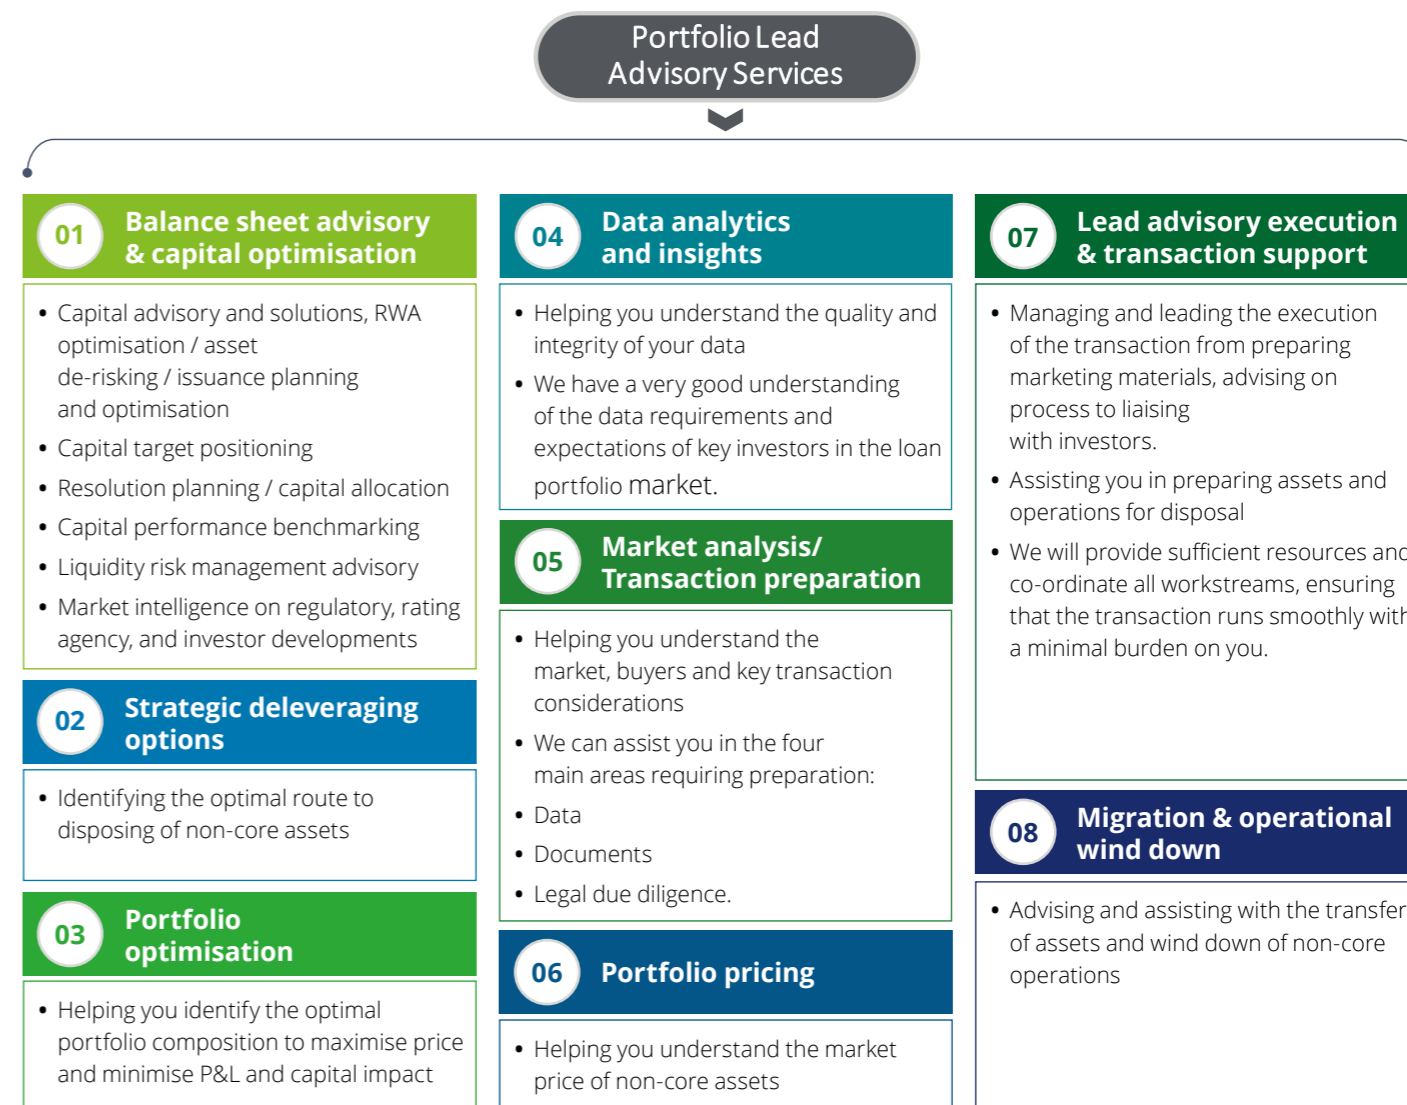 Portfolio Lead
Advisory Services
01
Balance sheet advisory
& capital optimisation
• Capital advisory and solutions, RWA
optimisation / asset
de-risking / issuance planning
and optimisation
• Capital target positioning
• Resolution planning / capital allocation
• Capital performance benchmarking
• Liquidity risk management advisory
• Market intelligence on regulatory, rating
agency, and investor developments
02
Strategic deleveraging
options
• Identifying the optimal route to
disposing of non-core assets
03
Portfolio
optimisation
• Helping you identify the optimal
portfolio composition to maximise price
and minimise P&L and capital impact
04
Data analytics
and insights
• Helping you understand the quality and
integrity of your data
• We have a very good understanding
of the data requirements and
expectations of key investors in the loan
portfolio market.
05
Market analysis/
Transaction preparation
• Helping you understand the
market, buyers and key transaction
considerations
• We can assist you in the four
main areas requiring preparation:
• Data
• Documents
• Legal due diligence.
06
Portfolio pricing
• Helping you understand the market
price of non-core assets
07
Lead advisory execution
& transaction support
• Managing and leading the execution
of the transaction from preparing
marketing materials, advising on
process to liaising
with investors.
• Assisting you in preparing assets and
operations for disposal
• We will provide sufficient resources and
co-ordinate all workstreams, ensuring
that the transaction runs smoothly with
a minimal burden on you.
08
Migration & operational
wind down
• Advising and assisting with the transfer
of assets and wind down of non-core
operations